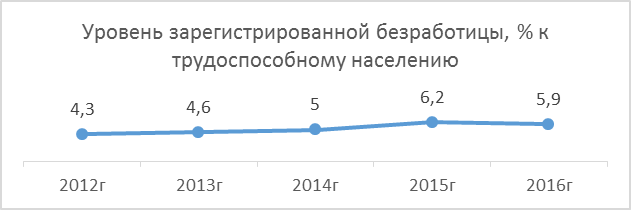 Уровень зарегистрированной безработицы, % к
трудоспособному населению
4,3 4,6 5 6,2 5,9
2012г 2013г 2014г 2015г 2016г